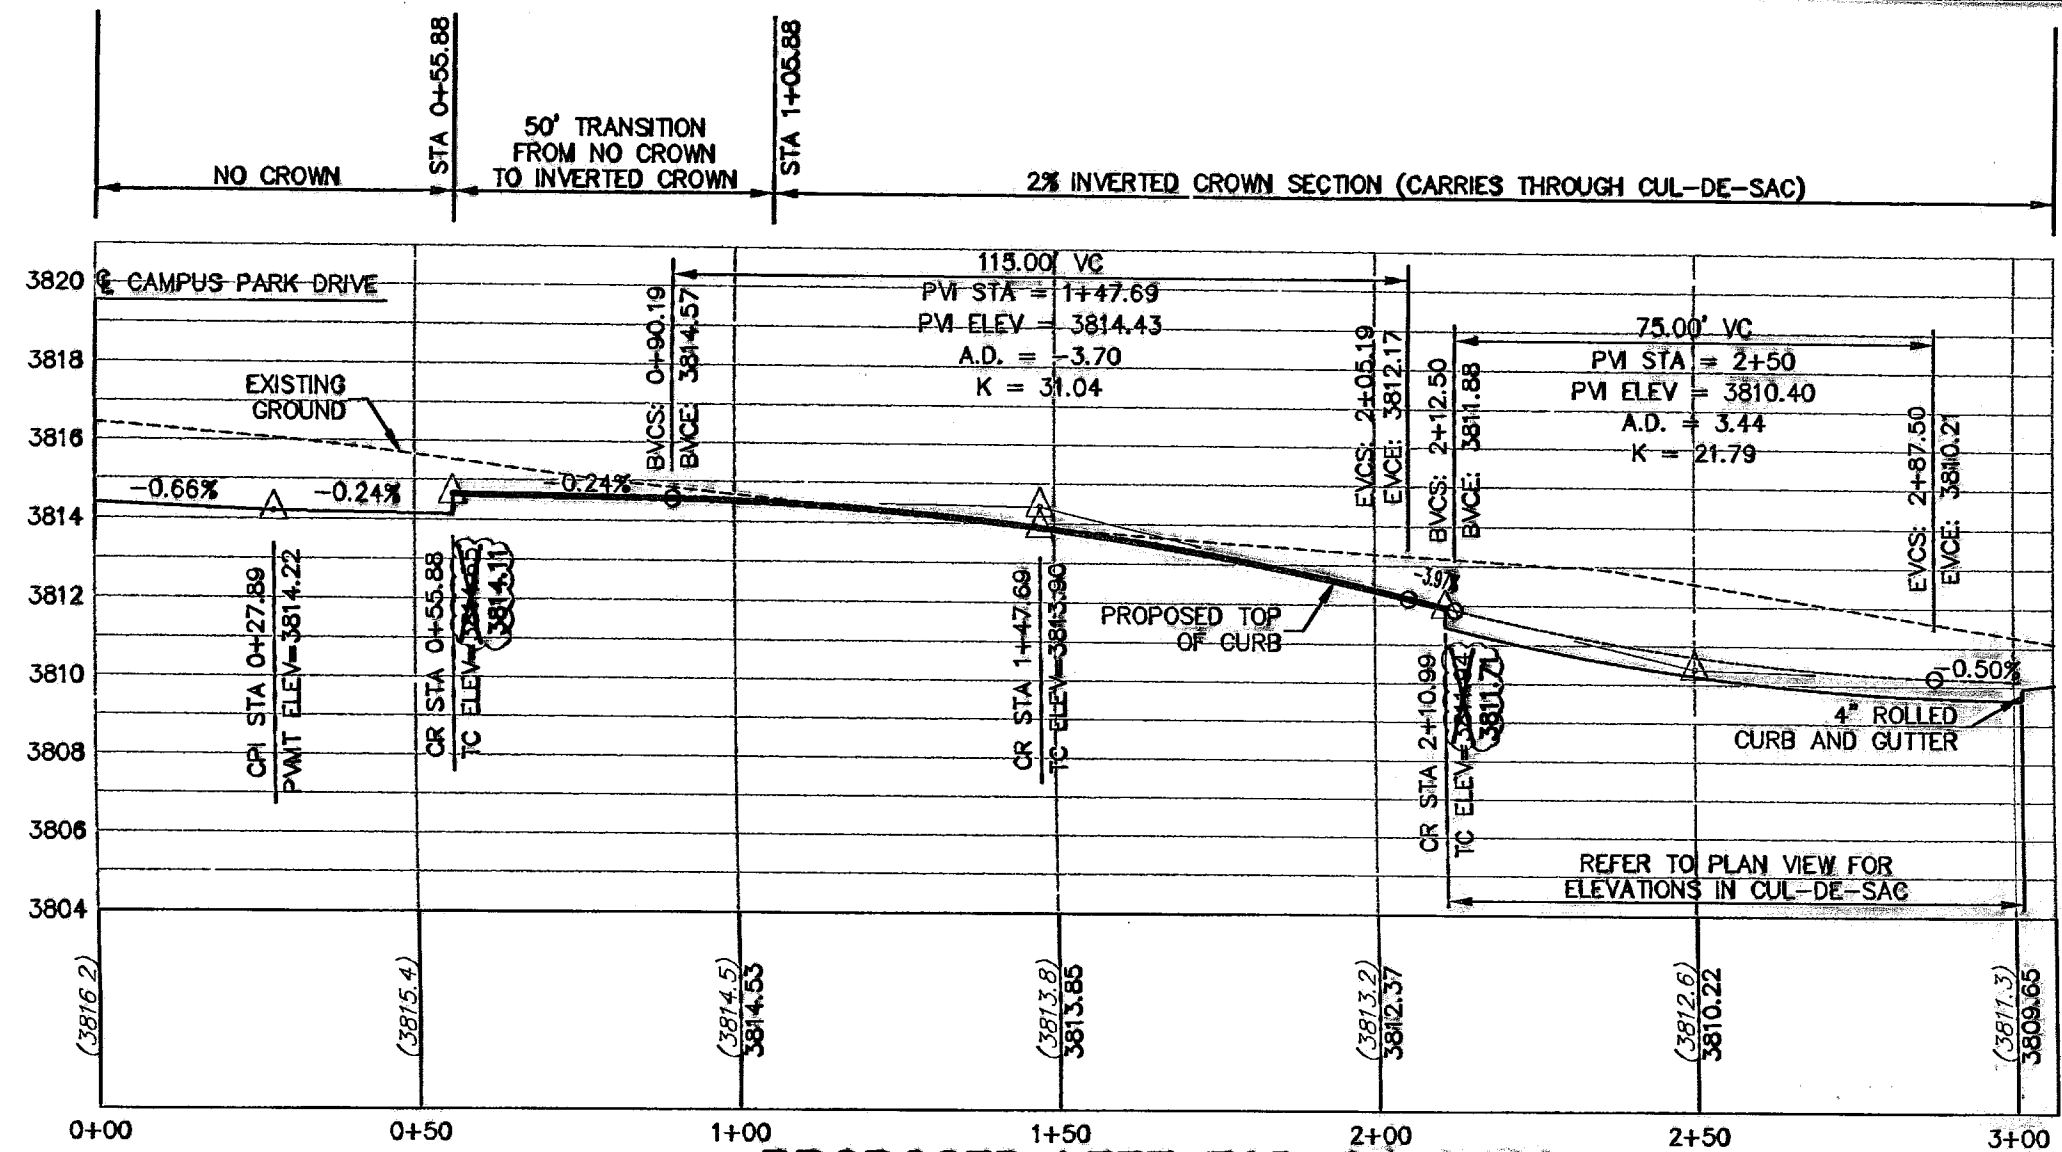 STA 0+55.88
STA 1+05.88
50' TRANSITION
FROM NO CROWN
TO INVERTED CROWN
NO CROWN
2% INVERTED CROWN SECTION (CARRIES THROUGH CUL-DE-SAC)
3820
3818
3816
3814
3812
3810
3808
3806
3804
℄ CAMPUS PARK DRIVE
EXISTING
GROUND
-0.66%
-0.24%
-0.24%
BVCS: 0+90.19
BVCE: 3814.57
115.00' VC
PVI STA = 1+47.69
PVI ELEV = 3814.43
A.D. = -3.70
K = 31.04
EVCS: 2+05.19
EVCE: 3812.17
BVCS: 2+12.50
BVCE: 3811.88
75.00' VC
PVI STA = 2+50
PVI ELEV = 3810.40
A.D. = 3.44
K = 21.79
EVCS: 2+87.50
EVCE: 3810.21
-3.97%
-0.50%
CPI STA 0+27.89
PVMT ELEV=3814.22
CR STA 0+55.88
TC ELEV=
3814.11
CR STA 1+47.69
TC ELEV=3813.90
PROPOSED TOP
OF CURB
CR STA 2+10.99
TC ELEV=
3811.71
4" ROLLED
CURB AND GUTTER
REFER TO PLAN VIEW FOR
ELEVATIONS IN CUL-DE-SAC
(3816.2)
(3815.4)
(3814.5)
3814.53
(3813.8)
3813.85
(3813.2)
3812.37
(3812.6)
3810.22
(3811.3)
3809.65
0+00
0+50
1+00
1+50
2+00
2+50
3+00